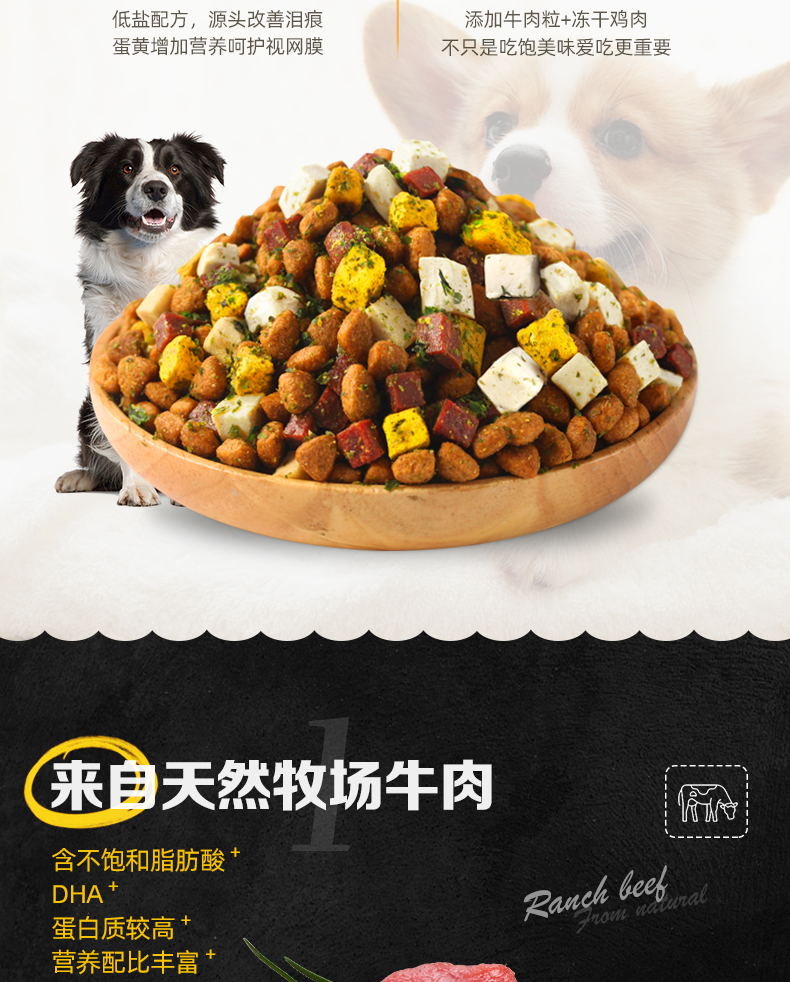 低盐配方，源头改善泪痕
蛋黄增加营养呵护视网膜
添加牛肉粒+冻干鸡肉
不只是吃饱美味爱吃更重要
1
来自天然牧场牛肉
含不饱和脂肪酸+
DHA+
蛋白质较高+
营养配比丰富+
Ranch beef
From natural